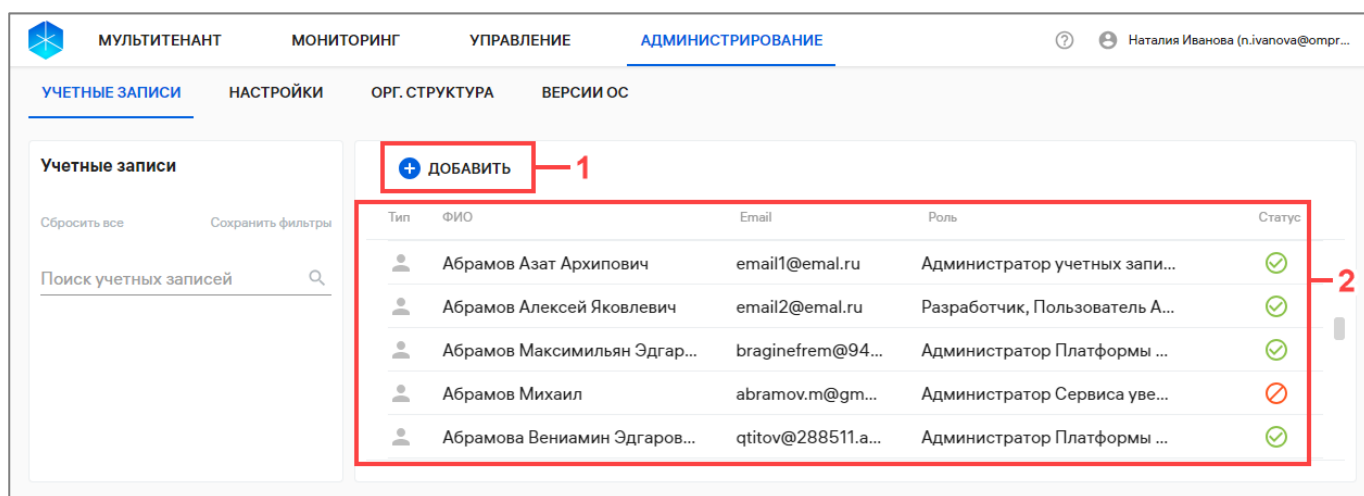 МУЛЬТИТЕНАНТ МОНИТОРИНГ УПРАВЛЕНИЕ АДМИНИСТРИРОВАНИЕ ? Наталия Иванова (n.ivanova@ompr...
УЧЕТНЫЕ ЗАПИСИ НАСТРОЙКИ ОРГ. СТРУКТУРА ВЕРСИИ ОС
Учетные записи
Сбросить все Сохранить фильтры
Поиск учетных записей
+ ДОБАВИТЬ 1
Тип ФИО Email Роль Статус
Абрамов Азат Архипович email1@emal.ru Администратор учетных запи...
Абрамов Алексей Яковлевич email2@emal.ru Разработчик, Пользователь А...
Абрамов Максимильян Эдгар... braginefrem@94... Администратор Платформы ...
Абрамов Михаил abramov.m@gm... Администратор Сервиса уве...
Абрамова Вениамин Эдгаров... qtitov@288511.a... Администратор Платформы ...
2